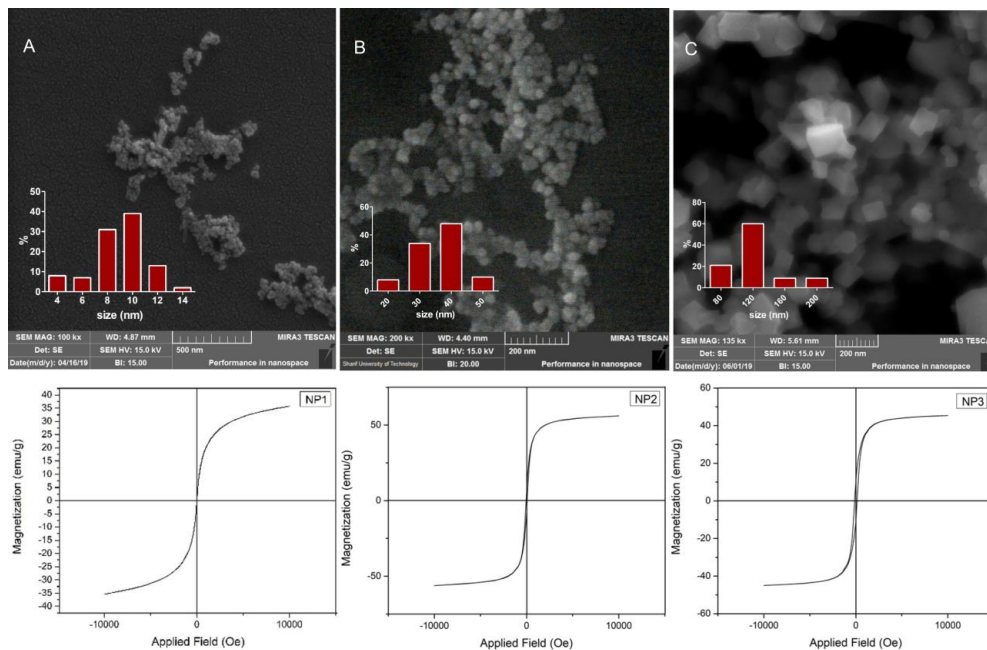 A
50
40
30
20
10
0
%
4 6 8 10 12 14
size (nm)
SEM MAG: 100 kx WD: 4.87 mm
Det: SE SEM HV: 15.0 kV 500 nm
Date(m/d/y): 04/16/19 BI: 15.00 Performance in nanospace
MIRA3 TESCAN
B
60
40
20
0
%
20 30 40 50
size (nm)
SEM MAG: 200 kx WD: 4.40 mm
Det: SE SEM HV: 15.0 kV 200 nm
Sharif Unversity of Technology BI: 20.00 Performance in nanospace
MIRA3 TESCAN
C
80
60
40
20
0
%
80 120 160 200
size (nm)
SEM MAG: 135 kx WD: 5.61 mm
Det: SE SEM HV: 15.0 kV 200 nm
Date(m/d/y): 06/01/19 BI: 15.00 Performance in nanospace
MIRA3 TESCAN
NP1
40
35
30
25
20
15
10
5
0
-5
-10
-15
-20
-25
-30
-35
-40
Magnetization (emu/g)
-10000 0 10000
Applied Field (Oe)
NP2
50
0
-50
Magnetization (emu/g)
-10000 0 10000
Applied Field (Oe)
NP3
60
40
20
0
-20
-40
-60
Magnetization (emu/g)
-10000 0 10000
Applied Field (Oe)